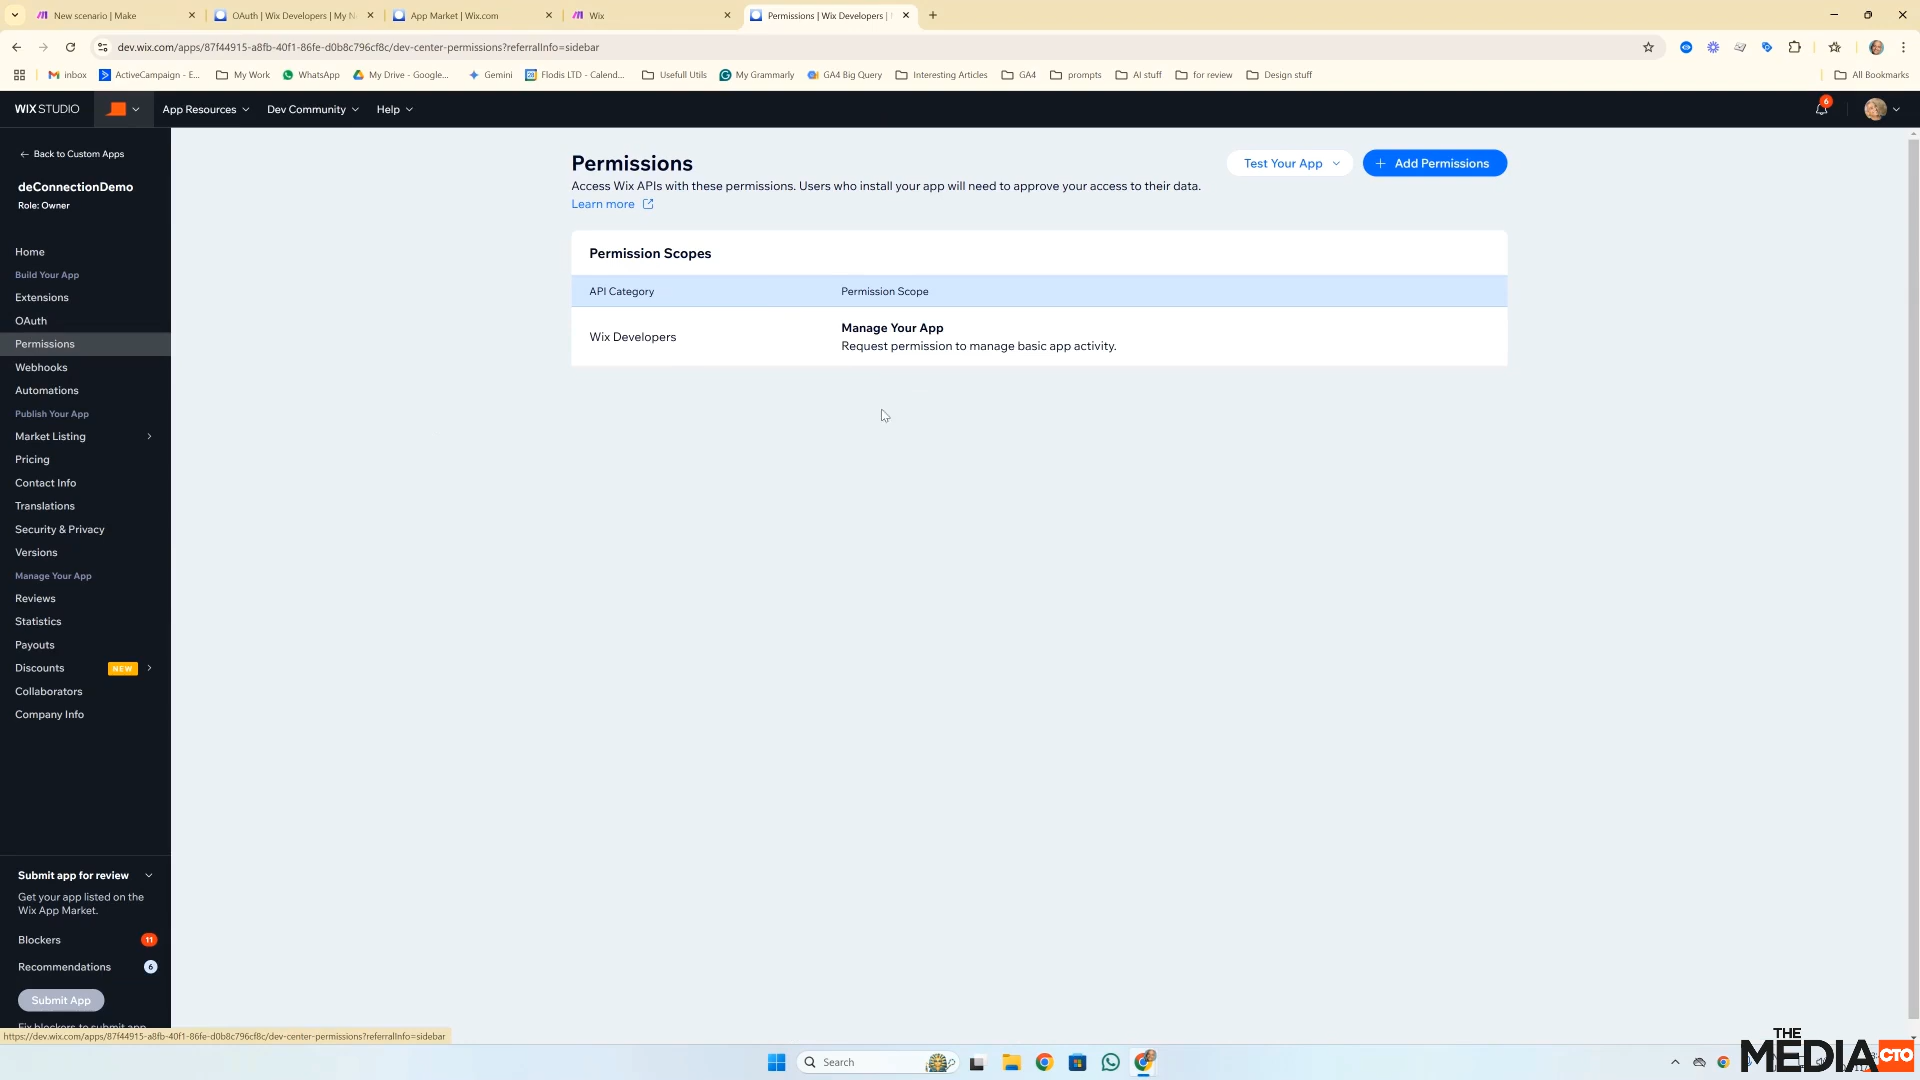 New scenario | Make
OAuth | Wix Developers | My N
App Market | Wix.com
Wix
Permissions | Wix Developers |
dev.wix.com/apps/87f44915-a8fb-40f1-86fe-d0b8c796cf8c/dev-center-permissions?referralInfo=sidebar
inbox
ActiveCampaign - E...
My Work
WhatsApp
My Drive - Google...
Gemini
Flodis LTD - Calend...
Usefull Utils
My Grammarly
GA4 Big Query
Interesting Articles
GA4
prompts
AI stuff
for review
Design stuff
All Bookmarks
WIX STUDIO
App Resources
Dev Community
Help
6
Back to Custom Apps
deConnectionDemo
Role: Owner
Home
Build Your App
Extensions
OAuth
Permissions
Webhooks
Automations
Publish Your App
Market Listing
Pricing
Contact Info
Translations
Security & Privacy
Versions
Manage Your App
Reviews
Statistics
Payouts
Discounts NEW
Collaborators
Company Info
Submit app for review
Get your app listed on the
Wix App Market.
Blockers 11
Recommendations 6
Submit App
Fix blockers to submit app
https://dev.wix.com/apps/87f44915-a8fb-40f1-86fe-d0b8c796cf8c/dev-center-permissions?referralInfo=sidebar
Permissions
Test Your App
+ Add Permissions
Access Wix APIs with these permissions. Users who install your app will need to approve your access to their data.
Learn more
Permission Scopes
API Category Permission Scope
Wix Developers
Manage Your App
Request permission to manage basic app activity.
Search
THE
MEDIA CTO